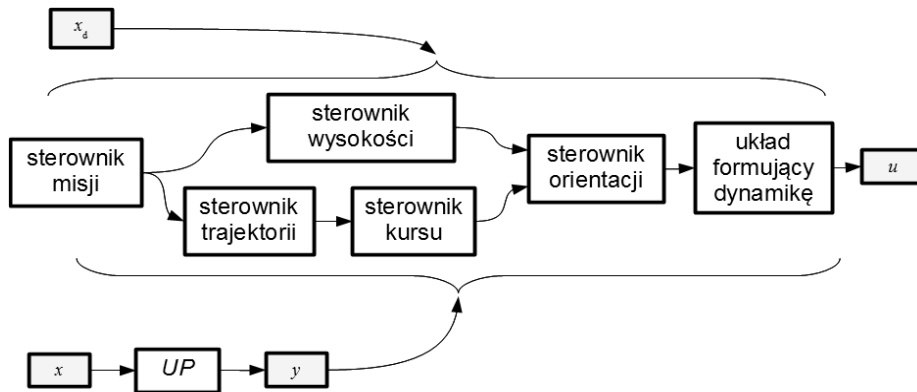 x_d
sterownik
wysokości
sterownik
misji
sterownik
trajektorii
sterownik
kursu
sterownik
orientacji
układ
formujący
dynamikę
u
x
UP
y